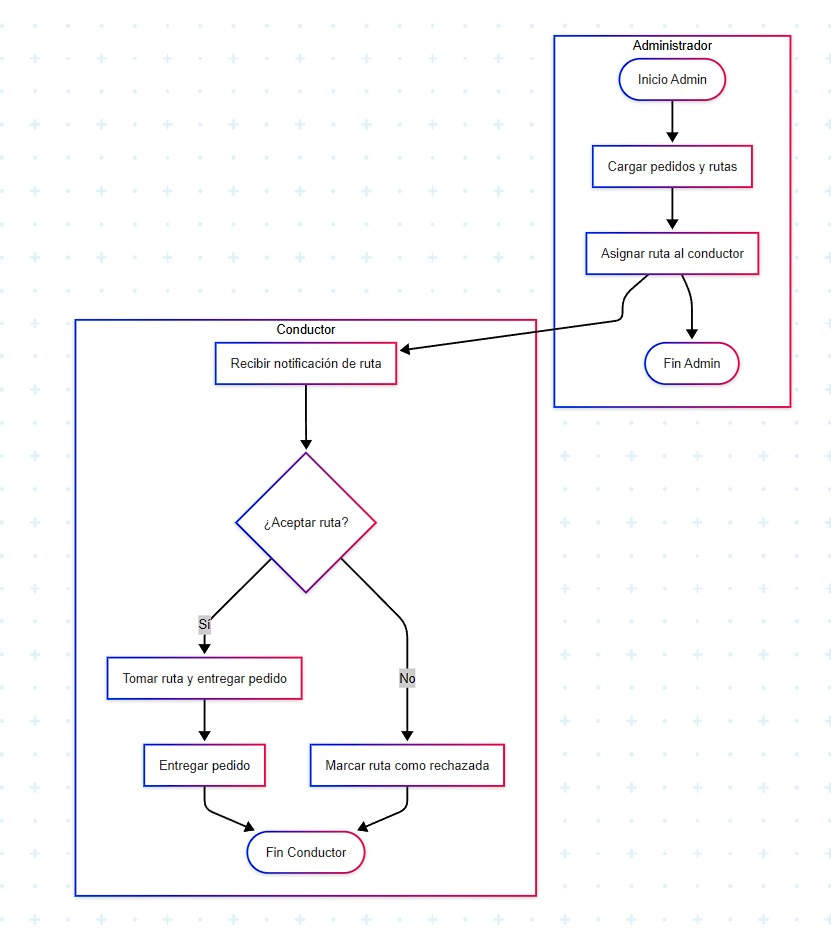 Administrador
Inicio Admin
Cargar pedidos y rutas
Asignar ruta al conductor
Fin Admin
Conductor
Recibir notificación de ruta
¿Aceptar ruta?
Sí
No
Tomar ruta y entregar pedido
Entregar pedido
Marcar ruta como rechazada
Fin Conductor